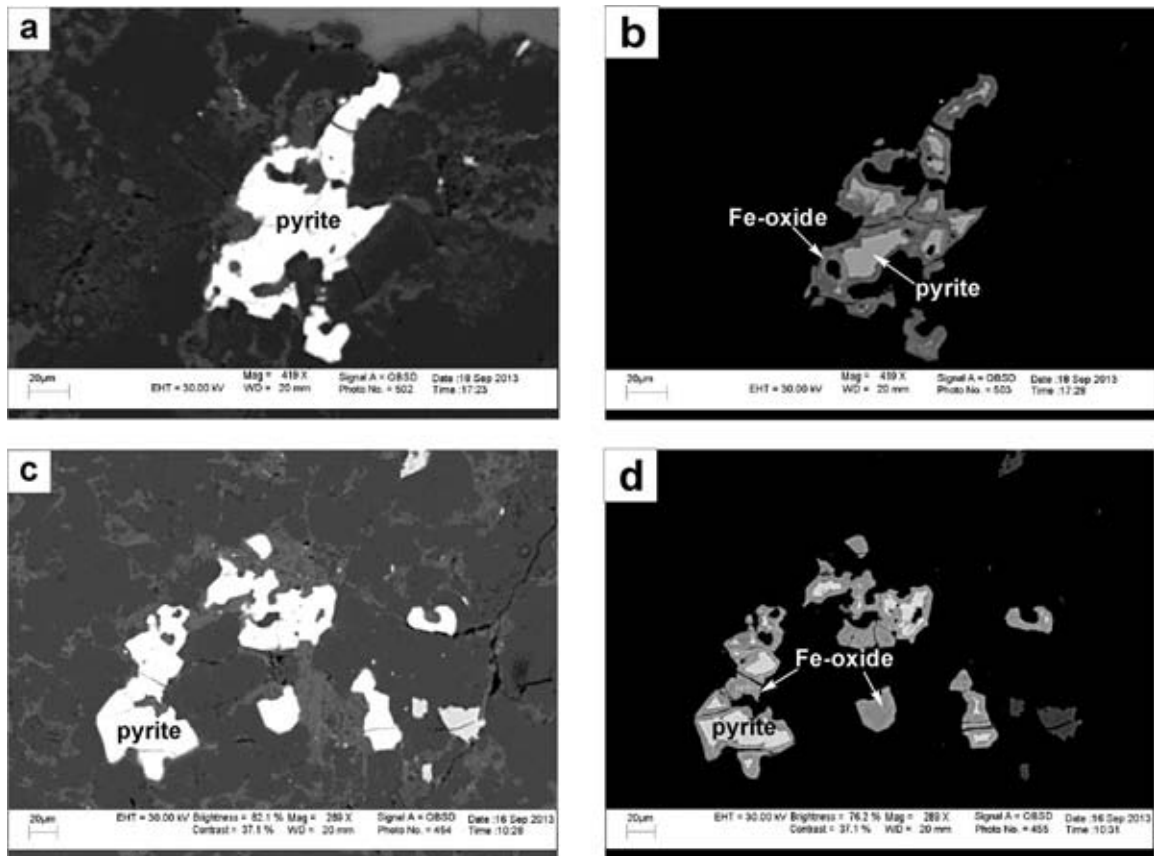 a
pyrite
20µm
EHT = 30.00 kV
Mag = 419 X
WD = 20 mm
Signal A = QBSD
Photo No. = 502
Date :18 Sep 2013
Time :17:23
b
Fe-oxide
pyrite
20µm
EHT = 30.00 kV
Mag = 419 X
WD = 20 mm
Signal A = QBSD
Photo No. = 503
Date :18 Sep 2013
Time :17:28
c
pyrite
20µm
EHT = 30.00 kV
Brightness = 82.1 %
Contrast = 37.1 %
Mag = 289 X
WD = 20 mm
Signal A = QBSD
Photo No. = 454
Date :16 Sep 2013
Time :10:28
d
Fe-oxide
pyrite
20µm
EHT = 30.00 kV
Brightness = 76.2 %
Contrast = 37.1 %
Mag = 289 X
WD = 20 mm
Signal A = QBSD
Photo No. = 455
Date :16 Sep 2013
Time :10:31